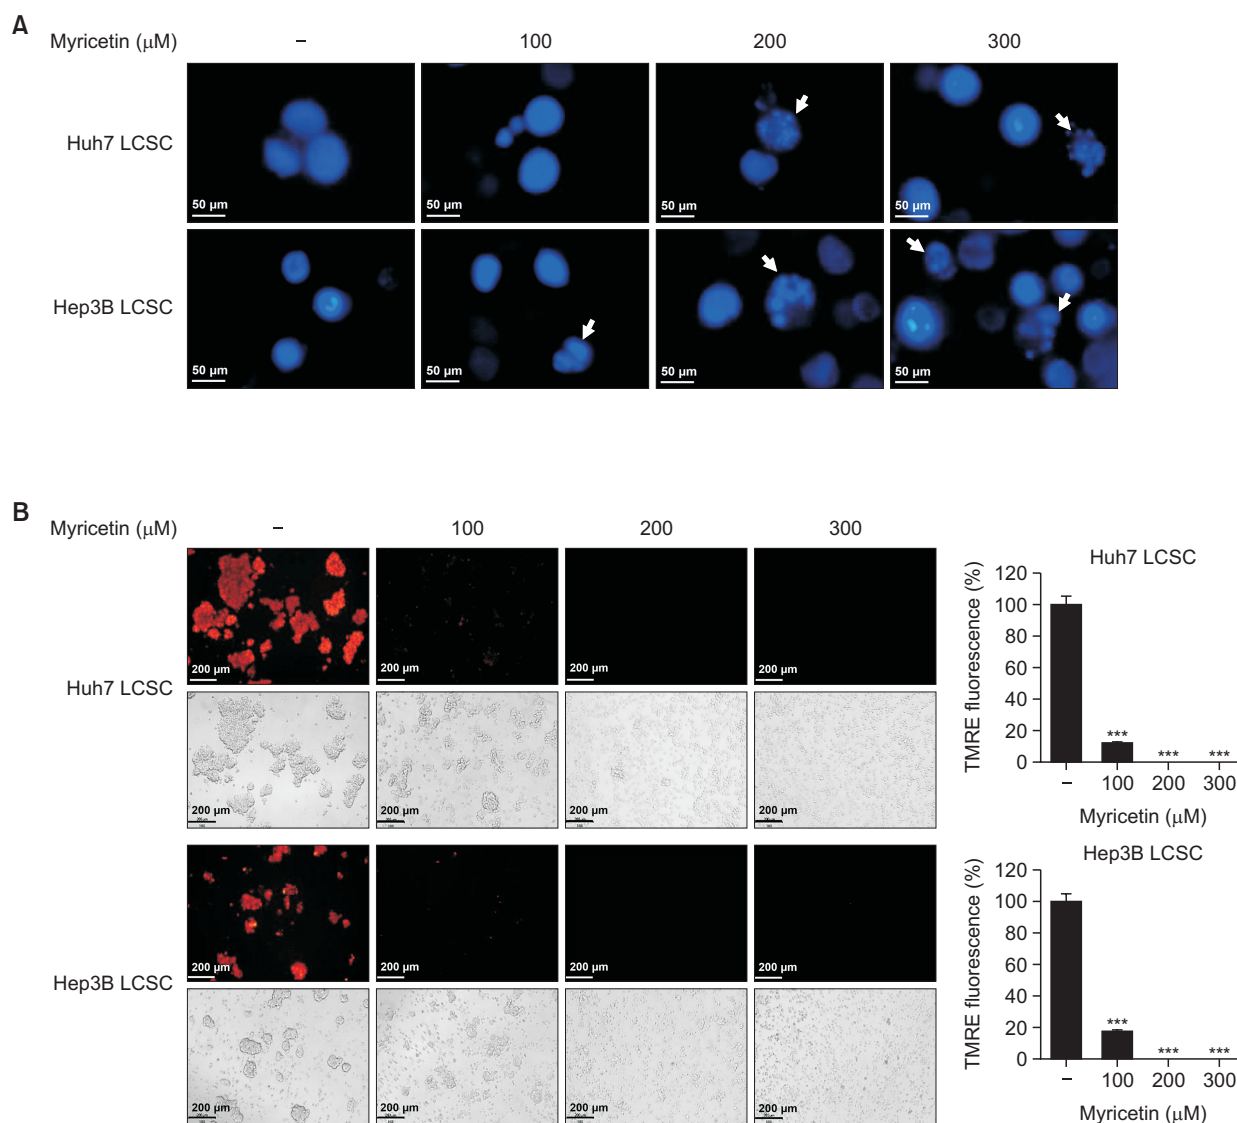 A
Myricetin (μM) – 100 200 300
Huh7 LCSC
50 μm 50 μm 50 μm 50 μm
Hep3B LCSC
50 μm 50 μm 50 μm 50 μm
B
Myricetin (μM) – 100 200 300
200 μm 200 μm 200 μm 200 μm
Huh7 LCSC
200 μm 200 μm 200 μm 200 μm
200 μm 200 μm 200 μm 200 μm
Hep3B LCSC
200 μm 200 μm 200 μm 200 μm
Huh7 LCSC
TMRE fluorescence (%)
120
100
80
60
40
20
0
*** *** ***
– 100 200 300
Myricetin (μM)
Hep3B LCSC
TMRE fluorescence (%)
120
100
80
60
40
20
0
*** *** ***
– 100 200 300
Myricetin (μM)